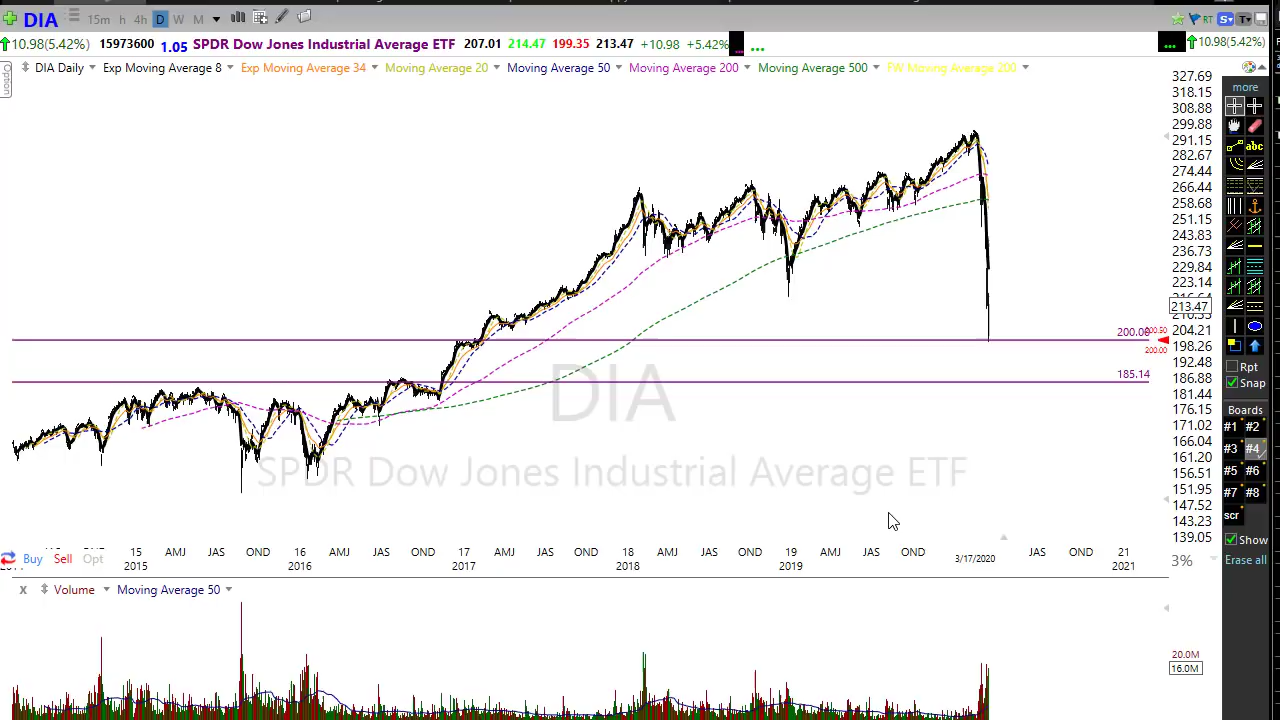 DIA 15m h 4h D W M RT S T
10.98(5.42%) 15973600 1.05 SPDR Dow Jones Industrial Average ETF 207.01 214.47 199.35 213.47 +10.98 +5.42% 10.98(5.42%)
Option DIA Daily Exp Moving Average 8 Exp Moving Average 34 Moving Average 20 Moving Average 50 Moving Average 200 Moving Average 500 FW Moving Average 200
327.69
318.15
308.88
299.88
291.15
282.67
274.44
266.44
258.68
251.15
243.83
236.73
229.84
223.14
213.47
204.21
198.26
192.48
186.88
181.44
176.15
171.02
166.04
161.20
156.51
151.95
147.52
143.23
139.05
200.00
200.00
185.14
DIA
SPDR Dow Jones Industrial Average ETF
more
abc
Rpt
Snap
Boards
#1 #2
#3 #4
#5 #6
#7 #8
scr
Show
Erase all
15 AMJ JAS OND 16 AMJ JAS OND 17 AMJ JAS OND 18 AMJ JAS OND 19 AMJ JAS OND 3/17/2020 JAS OND 21
2015 2016 2017 2018 2019 2021
Buy Sell Opt 3%
x Volume Moving Average 50
20.0M
16.0M